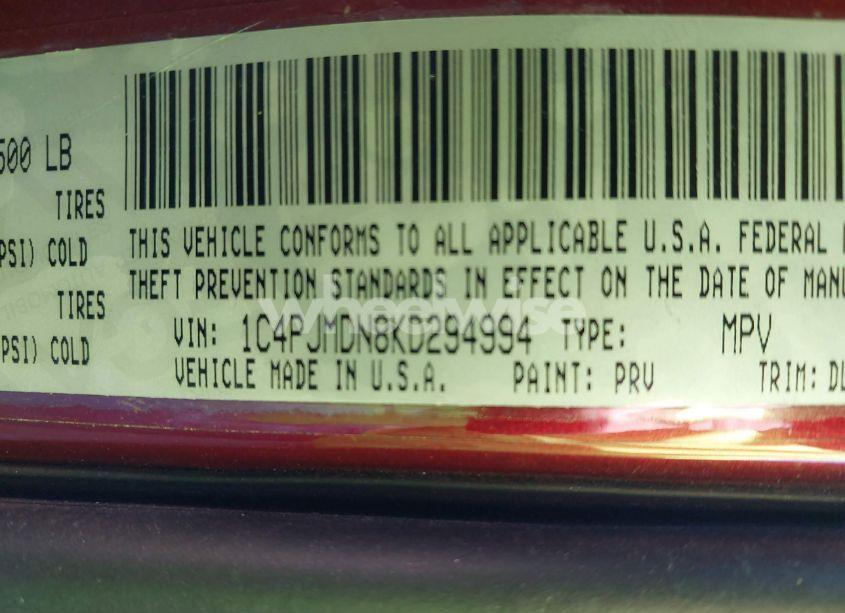 500 LB
TIRES
PSI) COLD
TIRES
PSI) COLD
THIS VEHICLE CONFORMS TO ALL APPLICABLE U.S.A. FEDERAL
THEFT PREVENTION STANDARDS IN EFFECT ON THE DATE OF MANU
VIN: 1C4PJMDN8KD294994 TYPE: MPV
VEHICLE MADE IN U.S.A. PAINT: PRV TRIM: DL
wheelwise